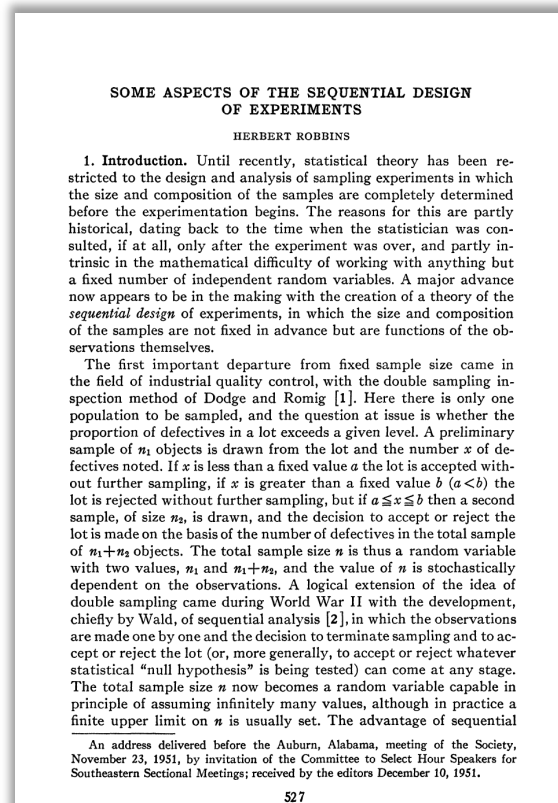 SOME ASPECTS OF THE SEQUENTIAL DESIGN
OF EXPERIMENTS
HERBERT ROBBINS
1. Introduction. Until recently, statistical theory has been re-
stricted to the design and analysis of sampling experiments in which
the size and composition of the samples are completely determined
before the experimentation begins. The reasons for this are partly
historical, dating back to the time when the statistician was con-
sulted, if at all, only after the experiment was over, and partly in-
trinsic in the mathematical difficulty of working with anything but
a fixed number of independent random variables. A major advance
now appears to be in the making with the creation of a theory of the
sequential design of experiments, in which the size and composition
of the samples are not fixed in advance but are functions of the ob-
servations themselves.
The first important departure from fixed sample size came in
the field of industrial quality control, with the double sampling in-
spection method of Dodge and Romig [1]. Here there is only one
population to be sampled, and the question at issue is whether the
proportion of defectives in a lot exceeds a given level. A preliminary
sample of n₁ objects is drawn from the lot and the number x of de-
fectives noted. If x is less than a fixed value a the lot is accepted with-
out further sampling, if x is greater than a fixed value b (a<b) the
lot is rejected without further sampling, but if a≦x≦b then a second
sample, of size n₂, is drawn, and the decision to accept or reject the
lot is made on the basis of the number of defectives in the total sample
of n₁+n₂ objects. The total sample size n is thus a random variable
with two values, n₁ and n₁+n₂, and the value of n is stochastically
dependent on the observations. A logical extension of the idea of
double sampling came during World War II with the development,
chiefly by Wald, of sequential analysis [2], in which the observations
are made one by one and the decision to terminate sampling and to ac-
cept or reject the lot (or, more generally, to accept or reject whatever
statistical “null hypothesis” is being tested) can come at any stage.
The total sample size n now becomes a random variable capable in
principle of assuming infinitely many values, although in practice a
finite upper limit on n is usually set. The advantage of sequential
An address delivered before the Auburn, Alabama, meeting of the Society,
November 23, 1951, by invitation of the Committee to Select Hour Speakers for
Southeastern Sectional Meetings; received by the editors December 10, 1951.
527